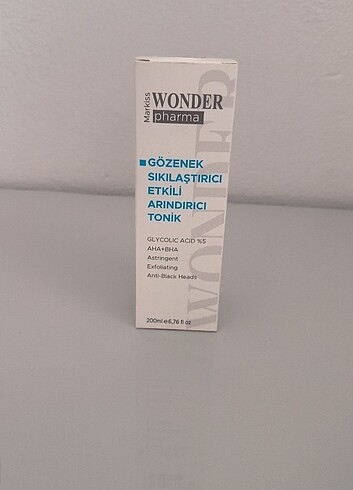 Markiss
WONDER
pharma
GÖZENEK
SIKILAŞTIRICI
ETKİLİ
ARINDIRICI
TONİK
GLYCOLIC ACID %5
AHA+BHA
Astringent
Exfoliating
Anti-Black Heads
200ml e 6,76 fl oz
WONDER